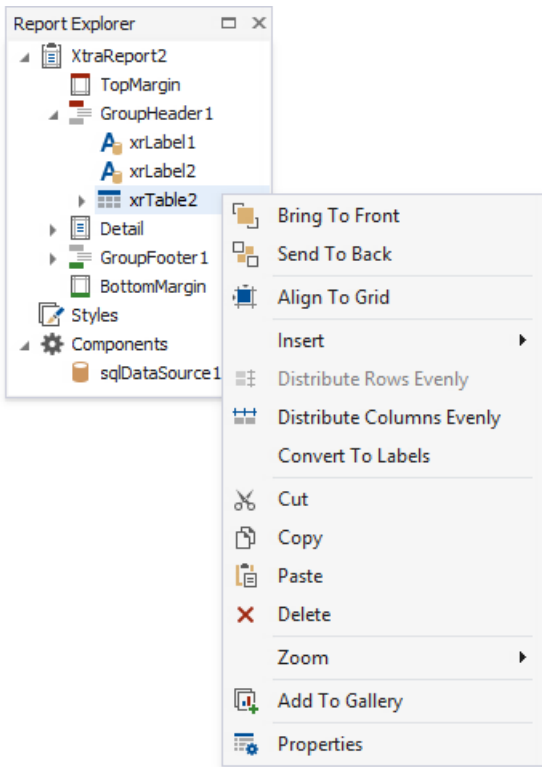 Report Explorer
XtraReport2
TopMargin
GroupHeader1
xrLabel1
xrLabel2
xrTable2
Detail
GroupFooter1
BottomMargin
Styles
Components
sqlDataSource1
Bring To Front
Send To Back
Align To Grid
Insert
Distribute Rows Evenly
Distribute Columns Evenly
Convert To Labels
Cut
Copy
Paste
Delete
Zoom
Add To Gallery
Properties